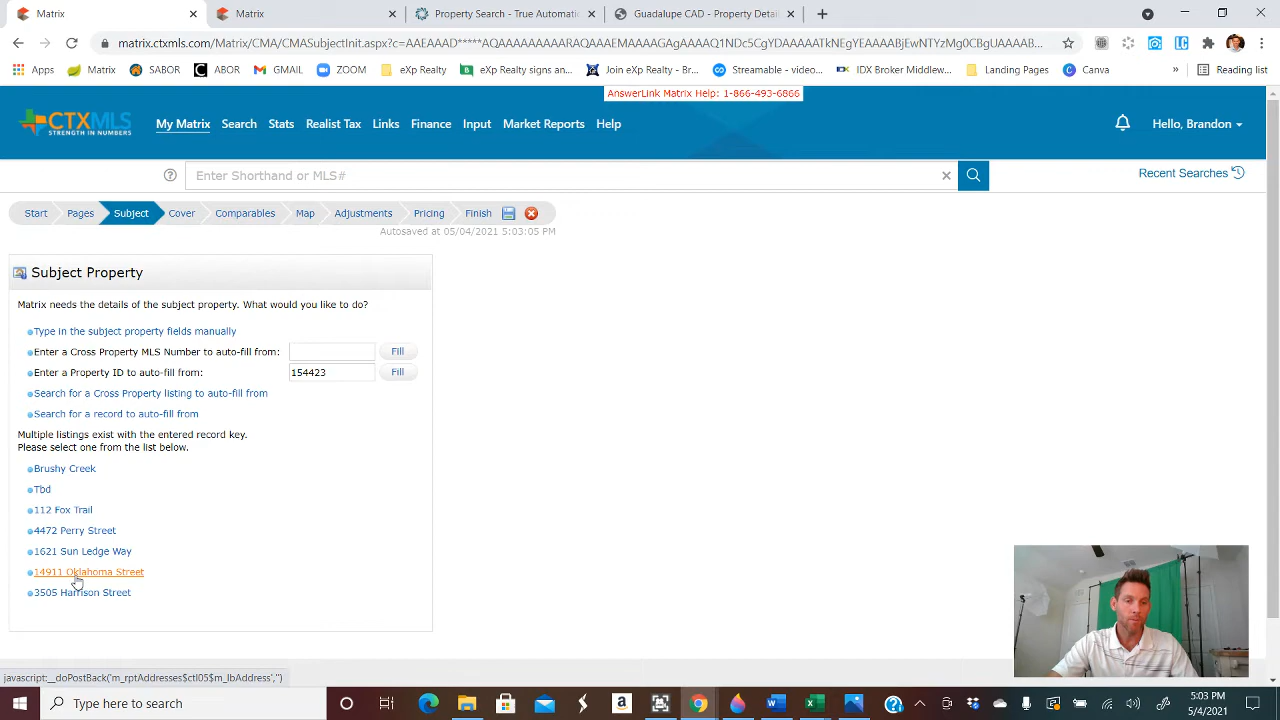 Matrix
Matrix
Property Search - True Automatic
Guadalupe CAD - Property Detai
matrix.ctxmls.com/Matrix/CMA/CMASubjectInit.aspx?c=AAEAAAD*****AQAAAAAAAAARAQAAAEMAAAAGAgAAAAQ1NDc5CgYDAAAAATkNEgYEAAAABjEwNTYzMg0CBgUAAAAB...
Apps
Matrix
SABOR
ABOR
GMAIL
ZOOM
eXp Realty
eXp Realty signs an...
Join eXp Realty - Br...
Streamable - video...
IDX Broker Middlew...
Landing Pages
Canva
»
Reading list
AnswerLink Matrix Help: 1-866-493-6866
CTXMLS
STRENGTH IN NUMBERS
My Matrix
Search
Stats
Realist Tax
Links
Finance
Input
Market Reports
Help
Hello, Brandon
Enter Shorthand or MLS#
Recent Searches
Start
Pages
Subject
Cover
Comparables
Map
Adjustments
Pricing
Finish
Autosaved at 05/04/2021 5:03:05 PM
Subject Property
Matrix needs the details of the subject property. What would you like to do?
Type in the subject property fields manually
Enter a Cross Property MLS Number to auto-fill from:
Fill
Enter a Property ID to auto-fill from:
154423
Fill
Search for a Cross Property listing to auto-fill from
Search for a record to auto-fill from
Multiple listings exist with the entered record key.
Please select one from the list below.
Brushy Creek
Tbd
112 Fox Trail
4472 Perry Street
1621 Sun Ledge Way
14911 Oklahoma Street
3505 Harrison Street
javascript:__doPostBack('m_rptAddresses$ctl05$m_lbAddress','')
Type here to search
5:03 PM
5/4/2021